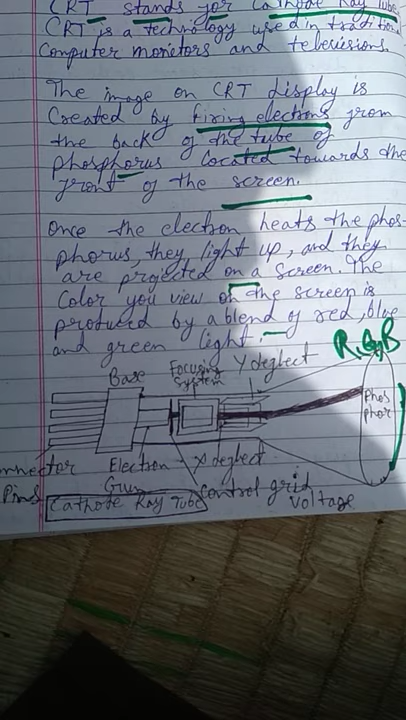 CRT stands for Cathode Ray Tube
CRT is a technology used in tradition
Computer monitors and televisions.
The image on CRT display is
Created by firing electrons from
the back of the tube of
phosphorus located towards the
front of the screen.
Once the electron heats the phos-
phorus, they light up, and they
are projected on a screen. The
Color you view on the screen is
produced by a blend of red, blue
and green light.
R, G, B
Y deglect
Focusing
System
Base
Phos
phor
nnector
Pins
Electron
Gun
X deglect
Control grid
Voltage
Cathode Ray Tube